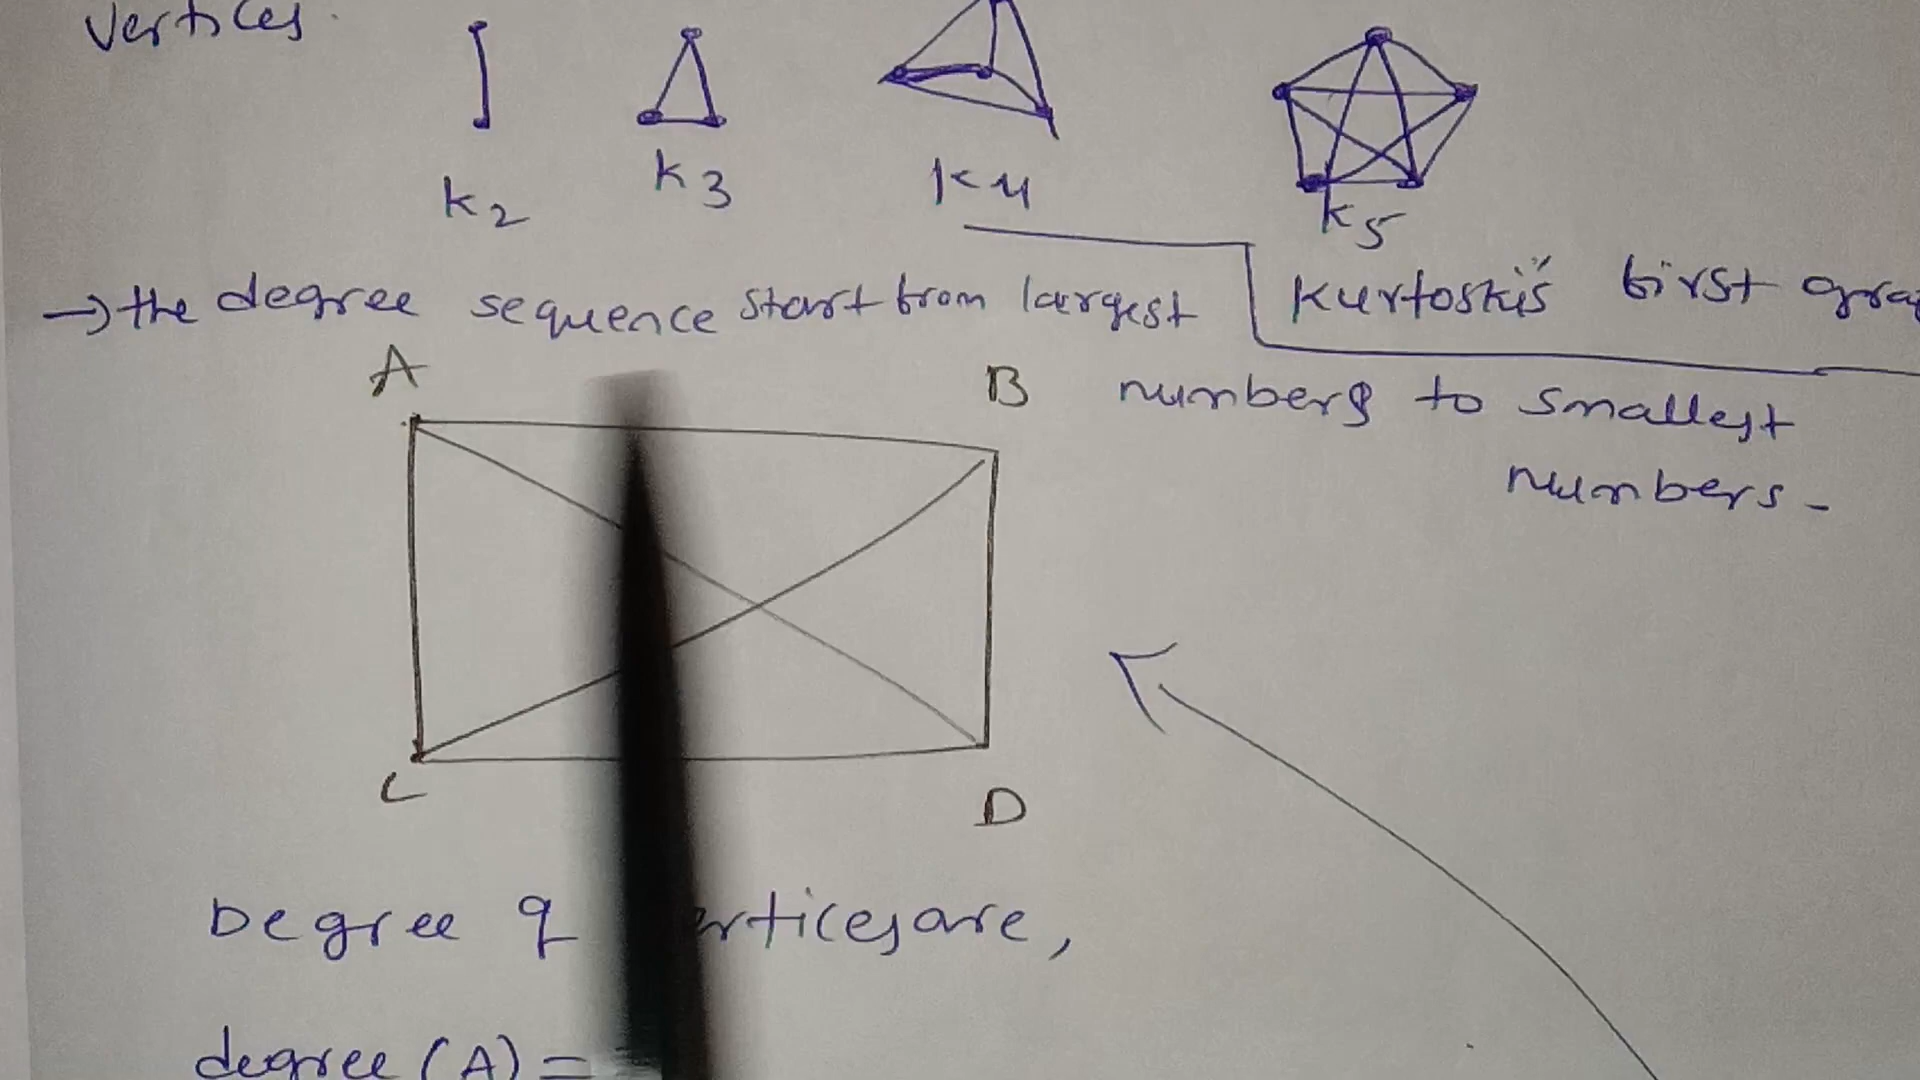 vertices.
K2 K3 K4 K5
→ the degree sequence start from largest
Kurtoski's first gra
A B numbers to smallest
numbers -
C D
Degree of erticesare,
degree (A) =